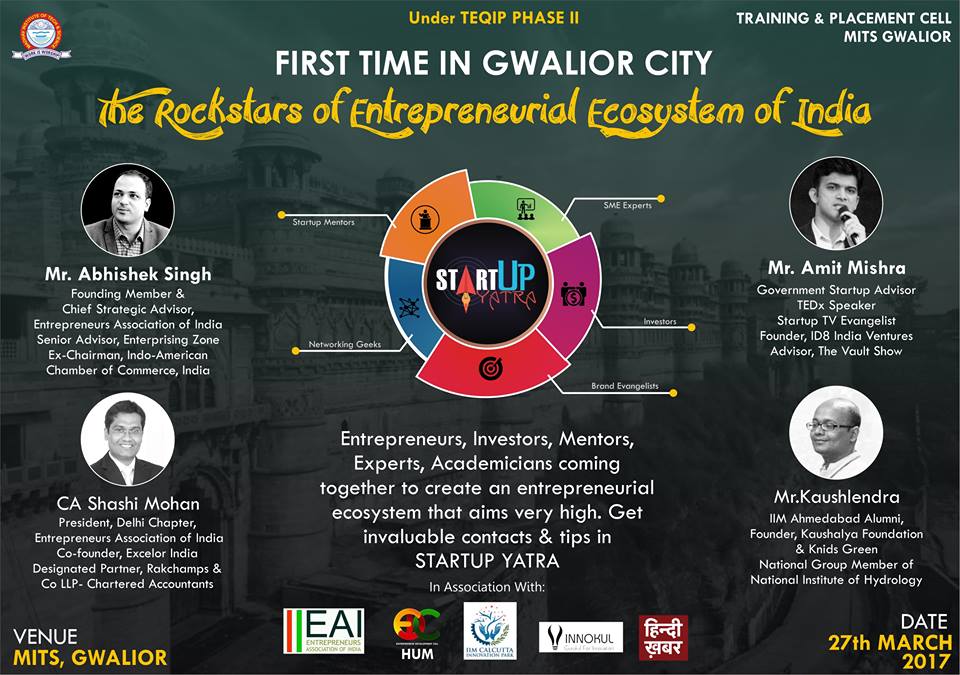 Under TEQIP PHASE II
TRAINING & PLACEMENT CELL
MITS GWALIOR
FIRST TIME IN GWALIOR CITY
The Rockstars of Entrepreneurial Ecosystem of India
Startup Mentors
SME Experts
Investors
Brand Evangelists
Networking Geeks
STARTUP
YATRA
Mr. Abhishek Singh
Founding Member &
Chief Strategic Advisor,
Entrepreneurs Association of India
Senior Advisor, Enterprising Zone
Ex-Chairman, Indo-American
Chamber of Commerce, India
Mr. Amit Mishra
Government Startup Advisor
TEDx Speaker
Startup TV Evangelist
Founder, ID8 India Ventures
Advisor, The Vault Show
CA Shashi Mohan
President, Delhi Chapter,
Entrepreneurs Association of India
Co-founder, Excelor India
Designated Partner, Rakchamps &
Co LLP- Chartered Accountants
Mr.Kaushlendra
IIM Ahmedabad Alumni,
Founder, Kaushalya Foundation
& Knids Green
National Group Member of
National Institute of Hydrology
Entrepreneurs, Investors, Mentors,
Experts, Academicians coming
together to create an entrepreneurial
ecosystem that aims very high. Get
invaluable contacts & tips in
STARTUP YATRA
In Association With:
EAI
ENTREPRENEURS
ASSOCIATION OF INDIA
HUM
IIM CALCUTTA
INNOVATION PARK
INNOKUL
हिन्दी
ख़बर
VENUE
MITS, GWALIOR
DATE
27th MARCH
2017